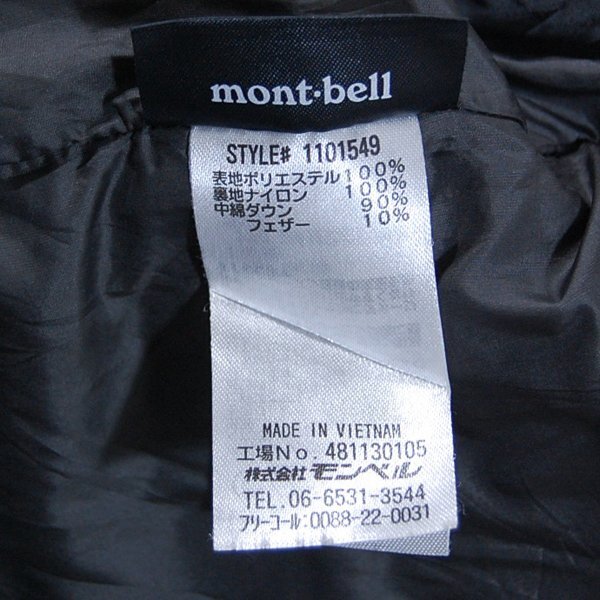 mont·bell
STYLE# 1101549
表地ポリエステル100%
裏地ナイロン 100%
中綿ダウン 90%
フェザー 10%
MADE IN VIETNAM
工場No. 481130105
株式会社 モンベル
TEL. 06-6531-3544
フリーコール:0088-22-0031